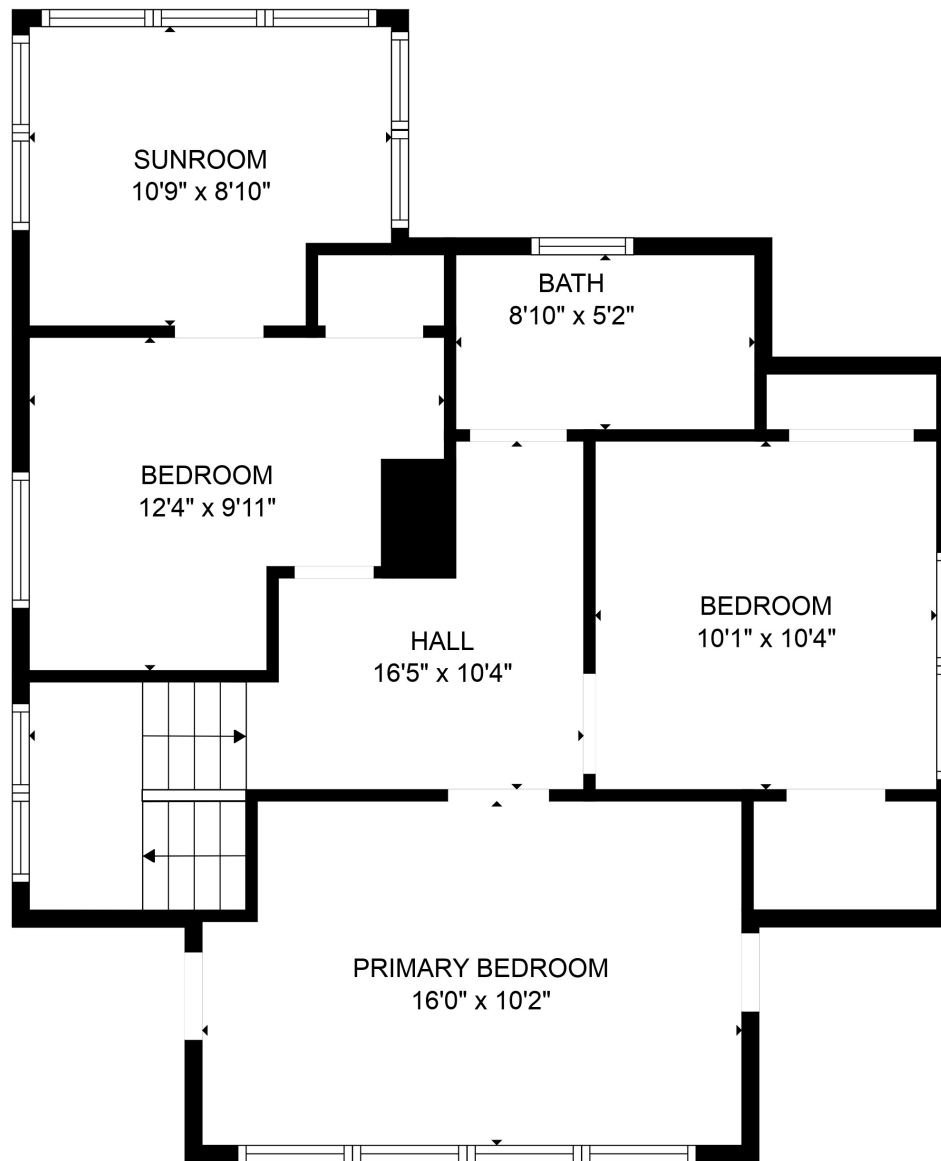 SUNROOM
10'9" x 8'10"
BATH
8'10" x 5'2"
BEDROOM
12'4" x 9'11"
BEDROOM
10'1" x 10'4"
HALL
16'5" x 10'4"
PRIMARY BEDROOM
16'0" x 10'2"